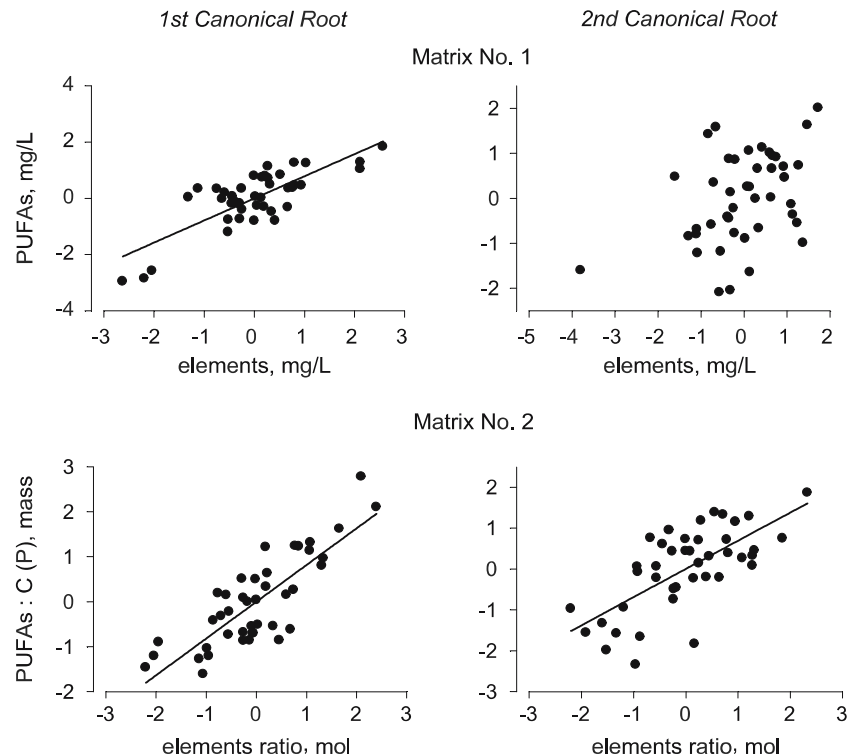 1st Canonical Root
2nd Canonical Root
Matrix No. 1
PUFAs, mg/L
4
2
0
-2
-4
-3 -2 -1 0 1 2 3
elements, mg/L
2
1
0
-1
-2
-5 -4 -3 -2 -1 0 1 2
elements, mg/L
Matrix No. 2
PUFAs : C (P), mass
3
2
1
0
-1
-2
-3 -2 -1 0 1 2 3
elements ratio, mol
2
1
0
-1
-2
-3
-3 -2 -1 0 1 2 3
elements ratio, mol